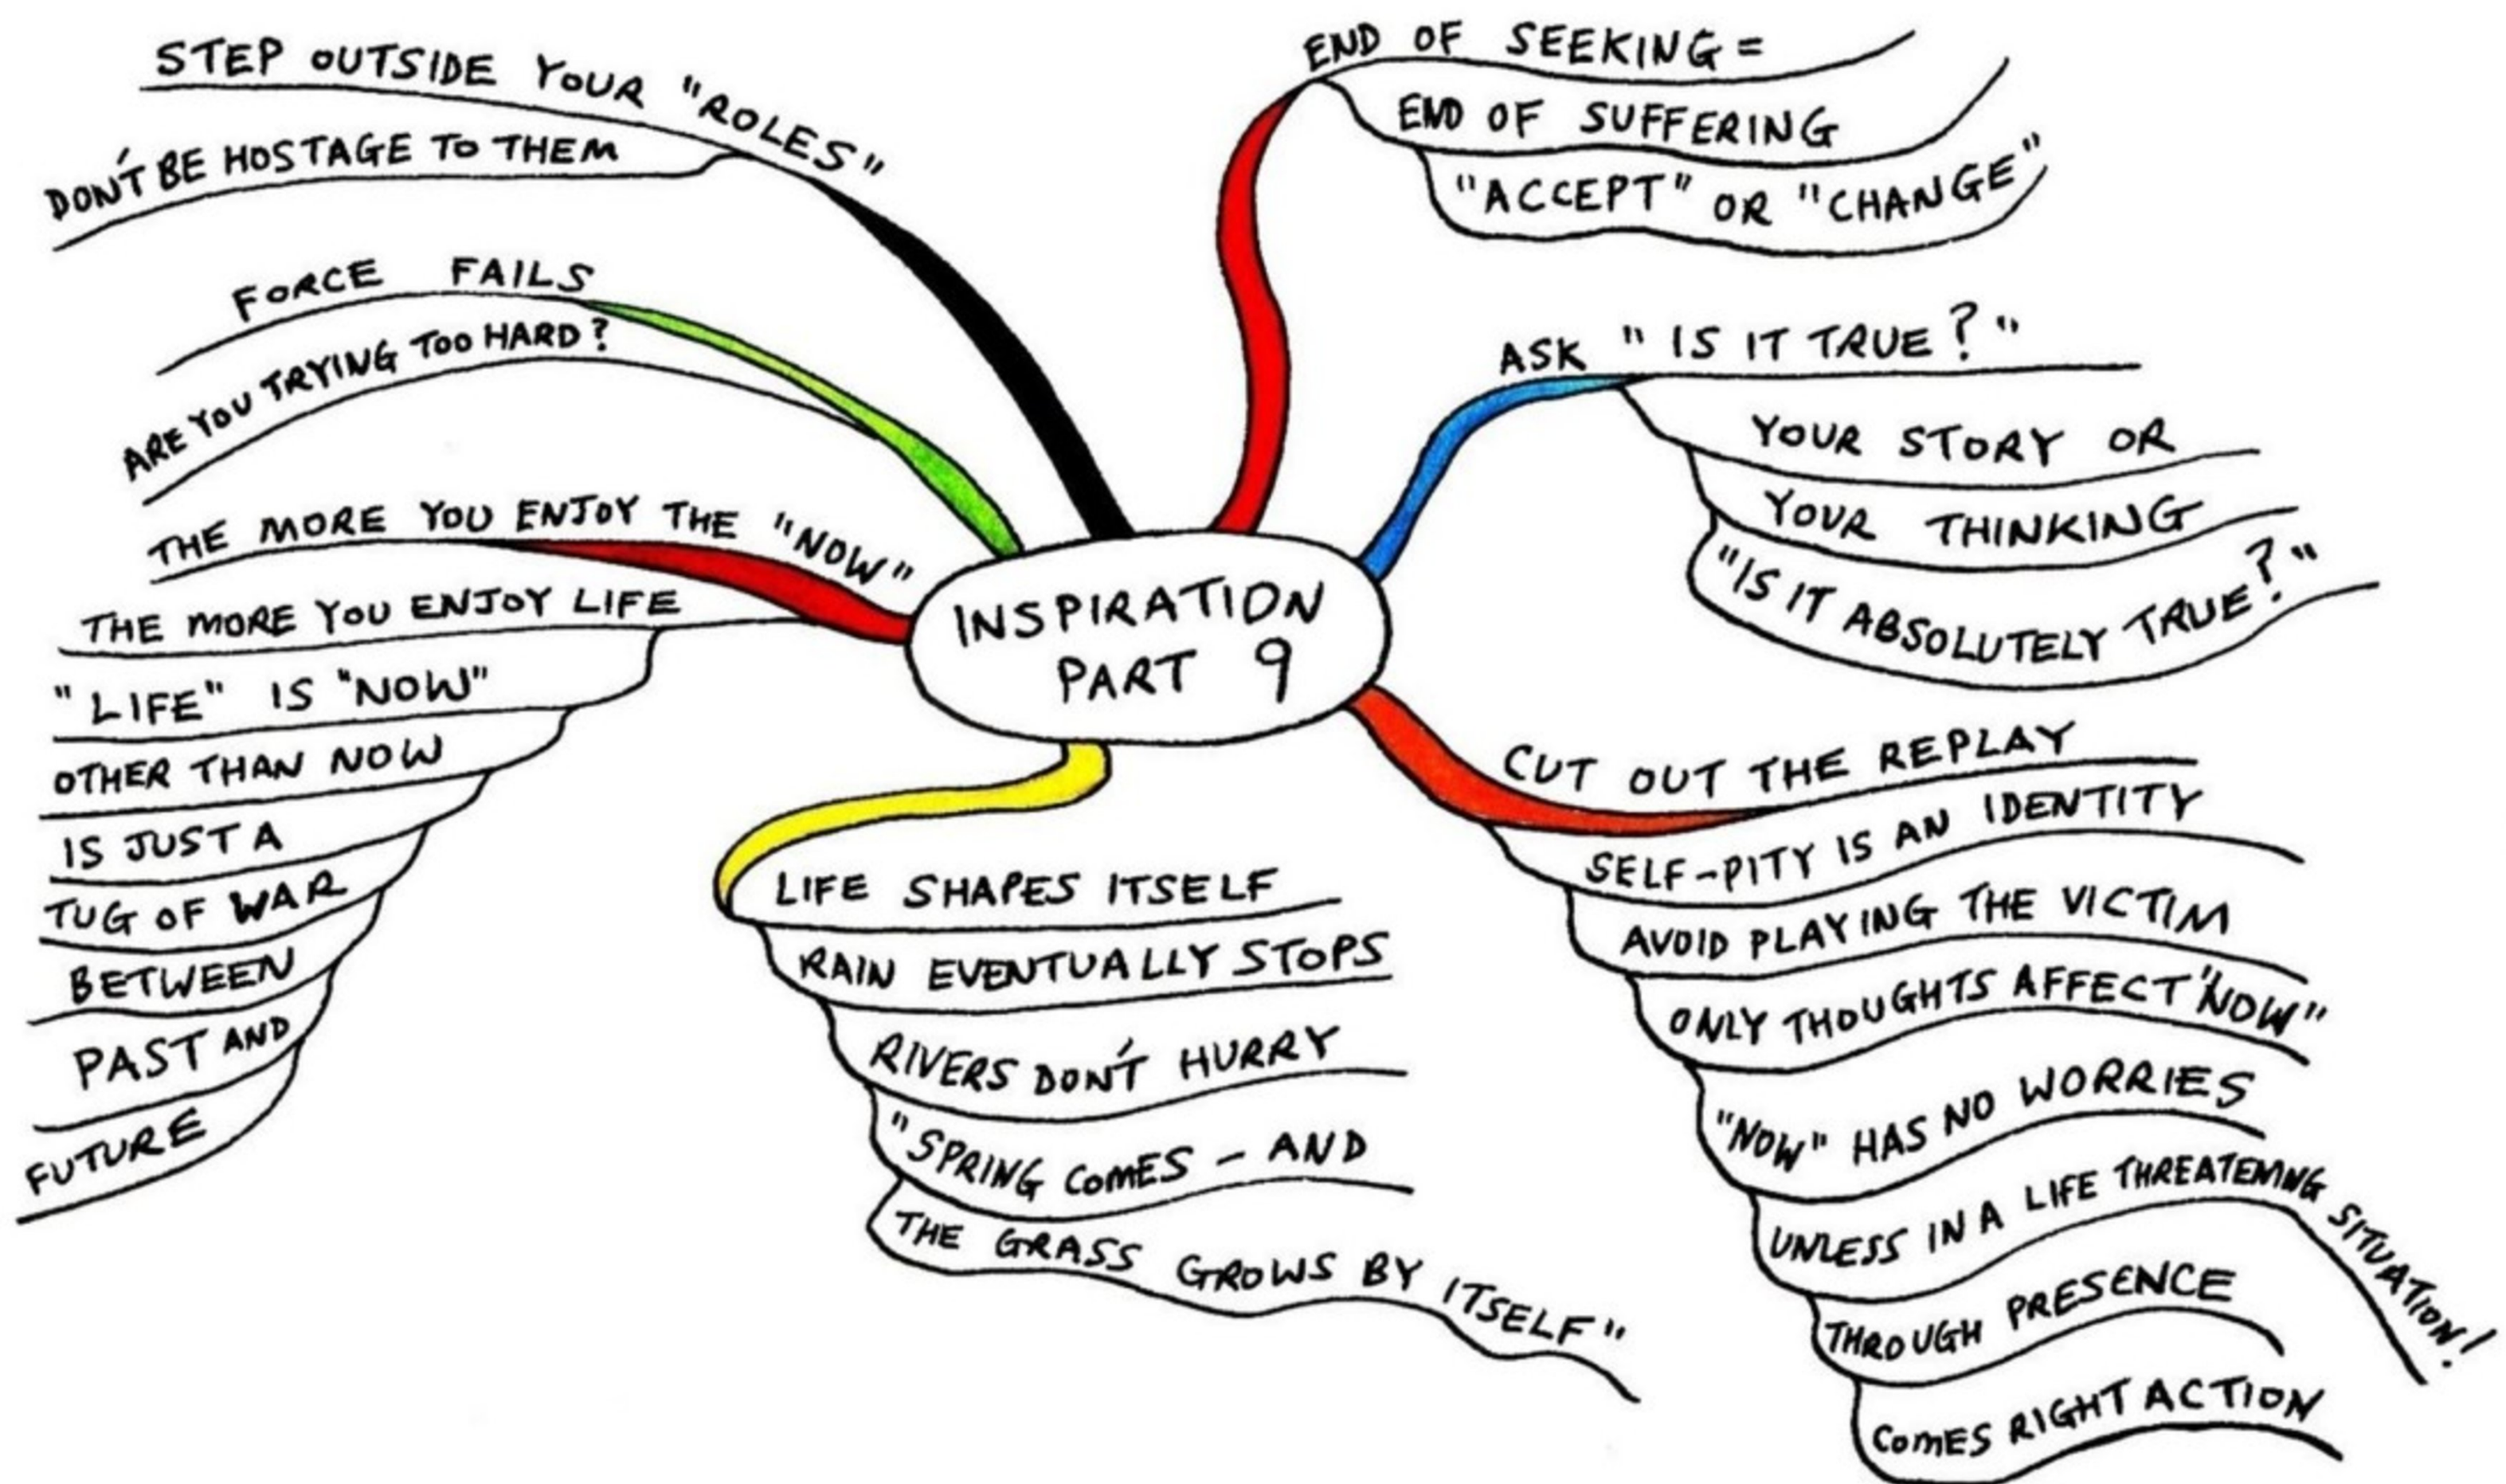 INSPIRATION
PART 9
END OF SEEKING =
END OF SUFFERING
"ACCEPT" OR "CHANGE"
ASK "IS IT TRUE?"
YOUR STORY OR
YOUR THINKING
"IS IT ABSOLUTELY TRUE?"
CUT OUT THE REPLAY
SELF-PITY IS AN IDENTITY
AVOID PLAYING THE VICTIM
ONLY THOUGHTS AFFECT "NOW"
"NOW" HAS NO WORRIES
UNLESS IN A LIFE THREATENING SITUATION!
THROUGH PRESENCE
COMES RIGHT ACTION
LIFE SHAPES ITSELF
RAIN EVENTUALLY STOPS
RIVERS DON'T HURRY
"SPRING COMES - AND
THE GRASS GROWS BY ITSELF"
THE MORE YOU ENJOY THE "NOW"
THE MORE YOU ENJOY LIFE
"LIFE" IS "NOW"
OTHER THAN NOW
IS JUST A
TUG OF WAR
BETWEEN
PAST AND
FUTURE
FORCE FAILS
ARE YOU TRYING TOO HARD?
STEP OUTSIDE YOUR "ROLES"
DON'T BE HOSTAGE TO THEM